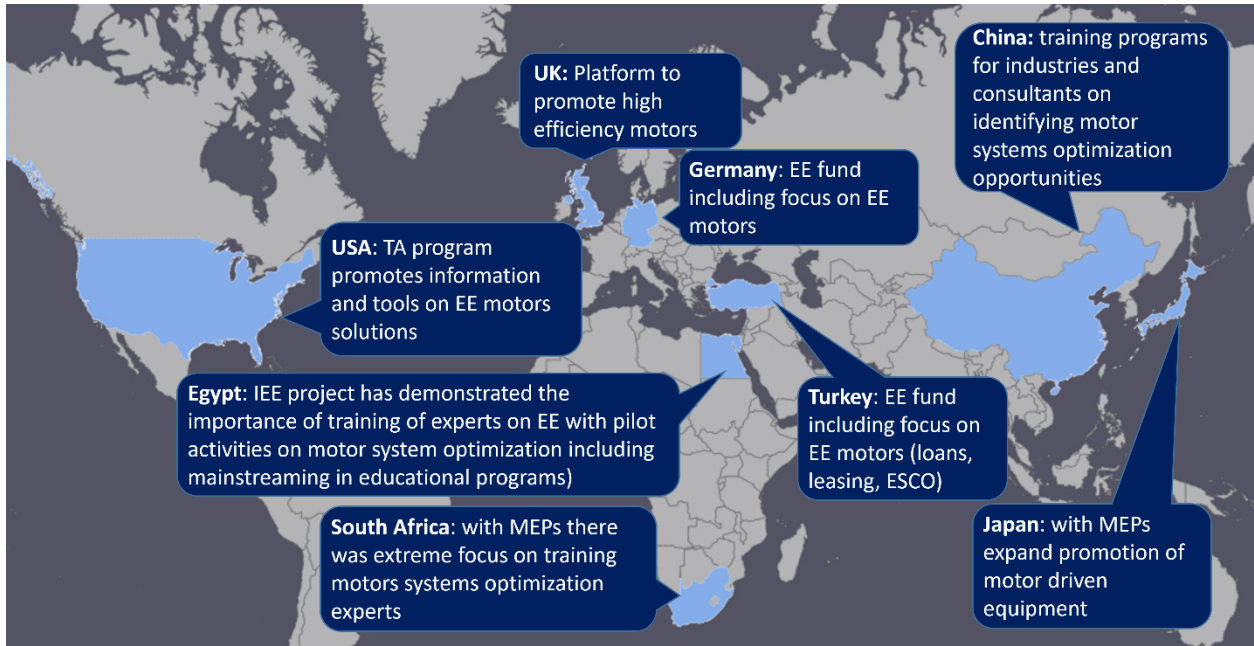 UK: Platform to
promote high
efficiency motors
China: training programs
for industries and
consultants on
identifying motor
systems optimization
opportunities
Germany: EE fund
including focus on EE
motors
USA: TA program
promotes information
and tools on EE motors
solutions
Egypt: IEE project has demonstrated the
importance of training of experts on EE with pilot
activities on motor system optimization including
mainstreaming in educational programs)
Turkey: EE fund
including focus on
EE motors (loans,
leasing, ESCO)
South Africa: with MEPs there
was extreme focus on training
motors systems optimization
experts
Japan: with MEPs
expand promotion of
motor driven
equipment